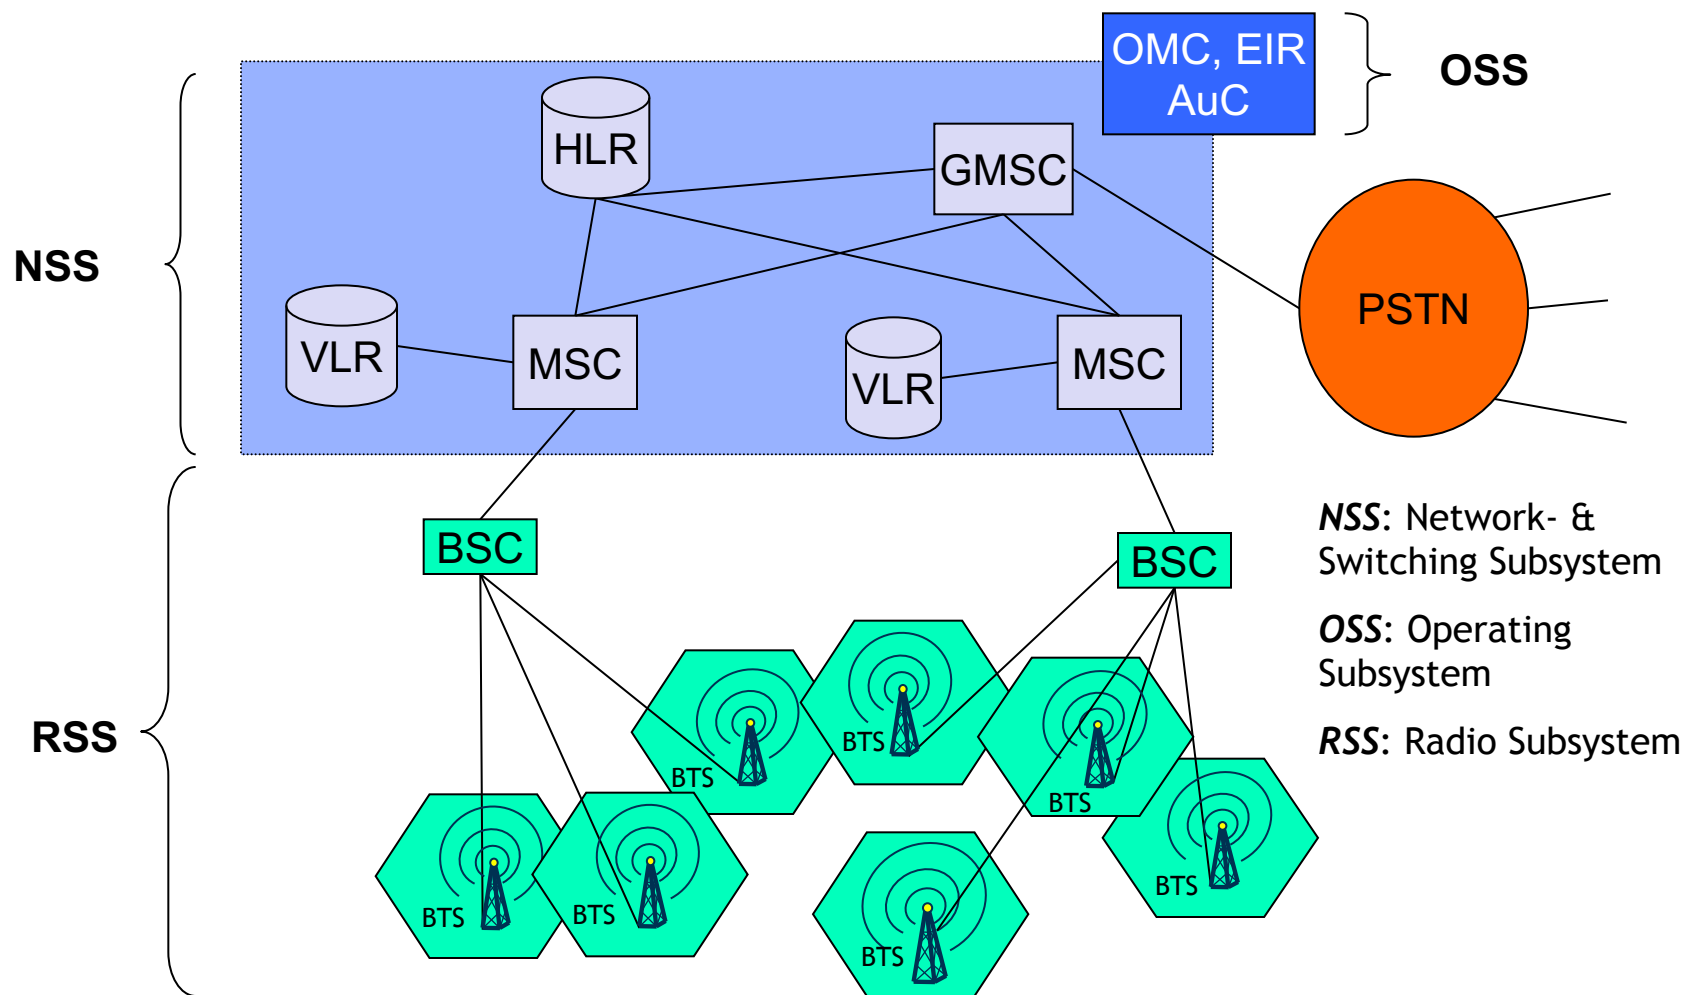 OMC, EIR
AuC
OSS
HLR
GMSC
NSS
VLR
MSC
VLR
MSC
PSTN
BSC
BSC
NSS: Network- &
Switching Subsystem
OSS: Operating
Subsystem
RSS: Radio Subsystem
RSS
BTS
BTS
BTS
BTS
BTS
BTS
BTS